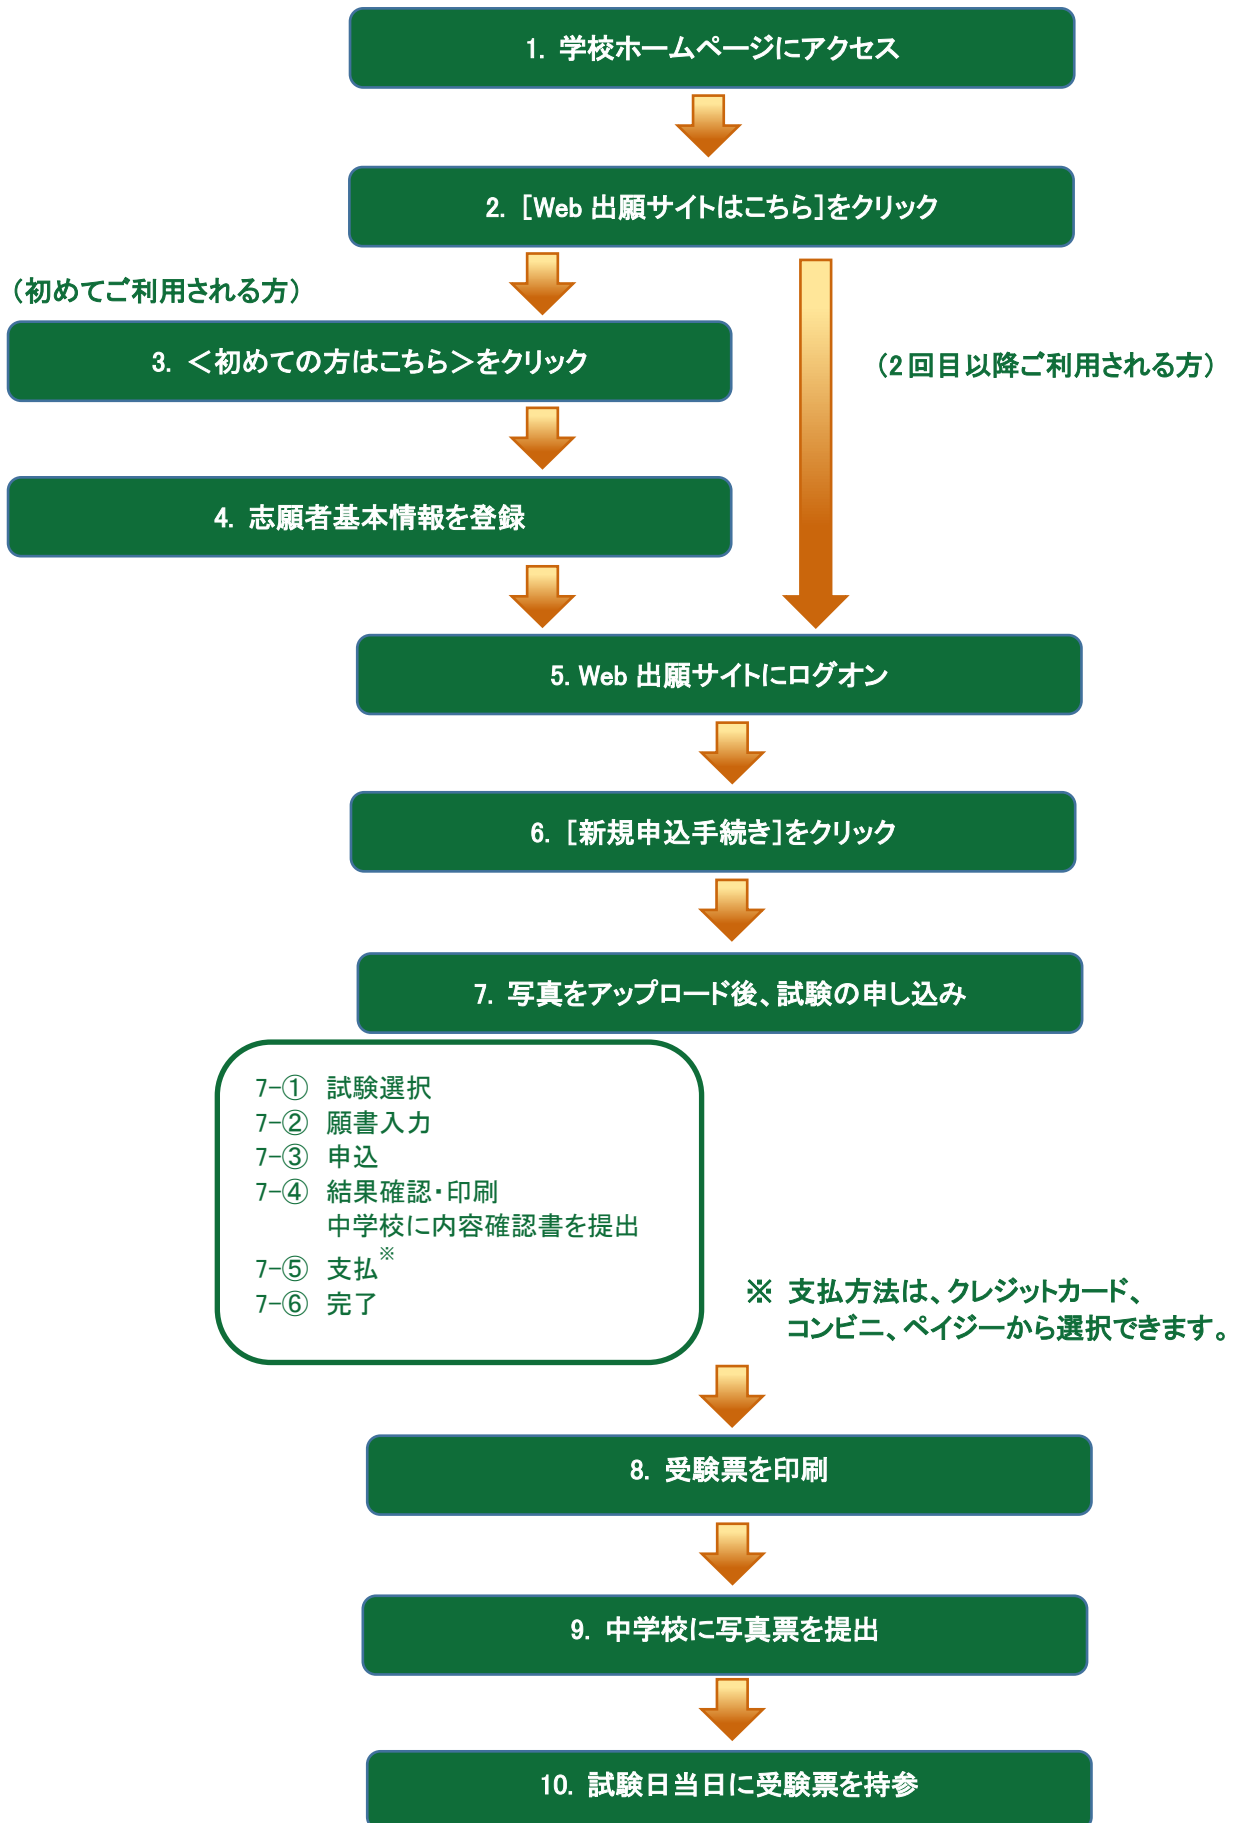 1. 学校ホームページにアクセス
2. [Web 出願サイトはこちら]をクリック
（初めてご利用される方）
3. ＜初めての方はこちら＞をクリック
（2回目以降ご利用される方）
4. 志願者基本情報を登録
5. Web 出願サイトにログオン
6. [新規申込手続き]をクリック
7. 写真をアップロード後、試験の申し込み
7-① 試験選択
7-② 願書入力
7-③ 申込
7-④ 結果確認・印刷
中学校に内容確認書を提出
7-⑤ 支払※
7-⑥ 完了
※ 支払方法は、クレジットカード、
コンビニ、ペイジーから選択できます。
8. 受験票を印刷
9. 中学校に写真票を提出
10. 試験日当日に受験票を持参